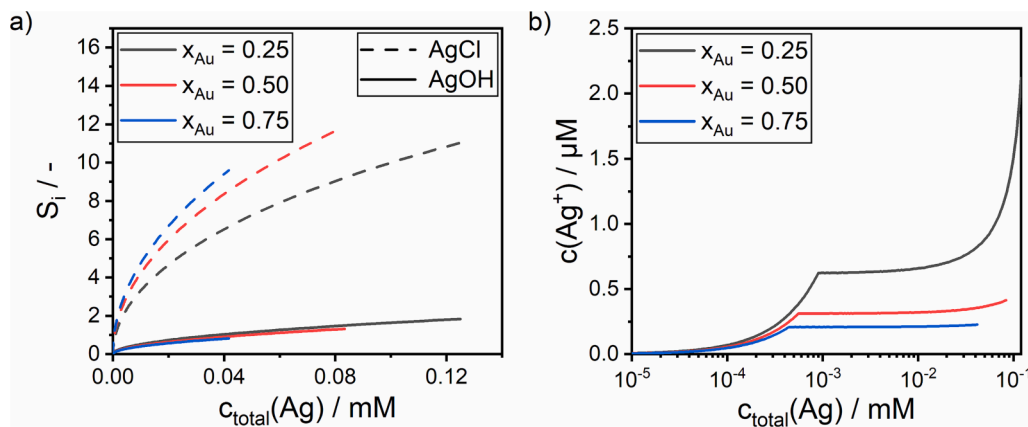 a)
17
16
14
12
10
8
6
4
2
0
S_i / -
x_Au = 0.25
x_Au = 0.50
x_Au = 0.75
AgCl
AgOH
0.00 0.04 0.08 0.12
c_total(Ag) / mM
b)
2.5
2.0
1.5
1.0
0.5
0.0
c(Ag⁺) / µM
x_Au = 0.25
x_Au = 0.50
x_Au = 0.75
10⁻⁵ 10⁻⁴ 10⁻³ 10⁻² 10⁻¹
c_total(Ag) / mM